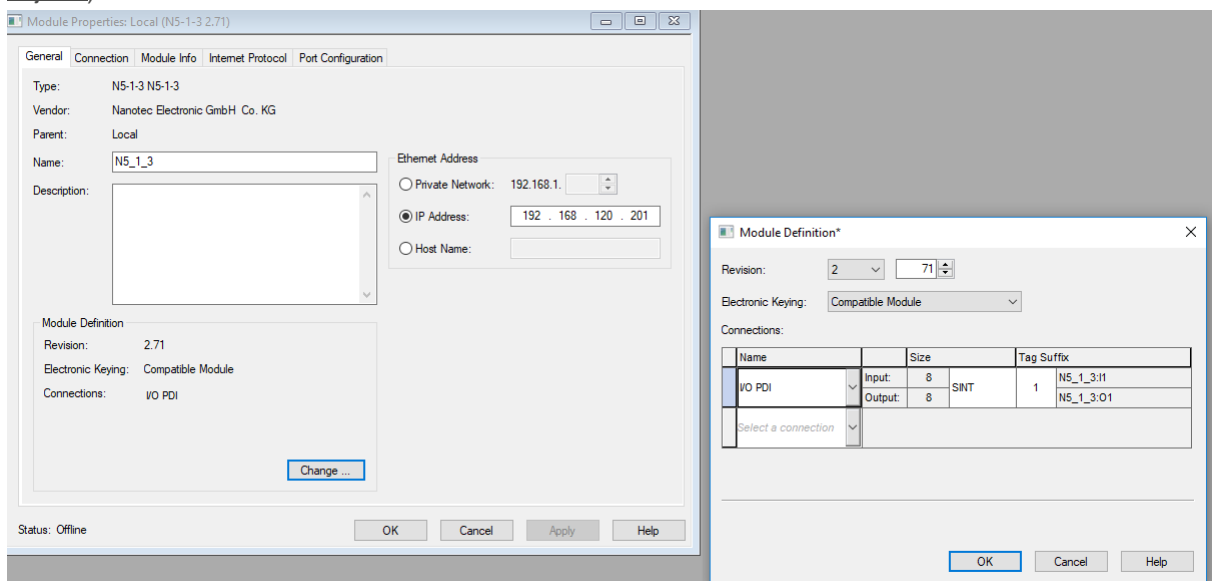 Module Properties: Local (N5-1-3 2.71)
General Connection Module Info Internet Protocol Port Configuration
Type: N5-1-3 N5-1-3
Vendor: Nanotec Electronic GmbH Co. KG
Parent: Local
Name: N5_1_3
Description:
Ethernet Address
Private Network: 192.168.1.
IP Address: 192 . 168 . 120 . 201
Host Name:
Module Definition
Revision: 2.71
Electronic Keying: Compatible Module
Connections: I/O PDI
Change ...
Status: Offline
OK Cancel Apply Help
Module Definition*
Revision: 2 71
Electronic Keying: Compatible Module
Connections:
Name Size Tag Suffix
I/O PDI Input: 8 SINT 1 N5_1_3:I1
Output: 8 N5_1_3:O1
Select a connection
OK Cancel Help